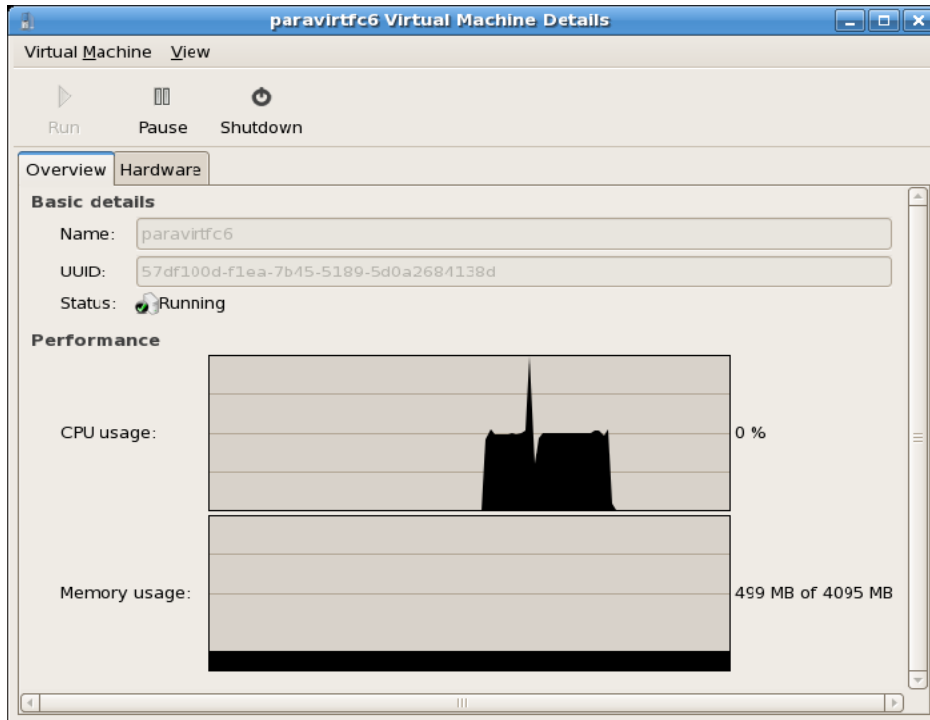 paravirtfc6 Virtual Machine Details
Virtual Machine View
Run Pause Shutdown
Overview Hardware
Basic details
Name: paravirtfc6
UUID: 57df100d-f1ea-7b45-5189-5d0a2684138d
Status: Running
Performance
CPU usage: 0 %
Memory usage: 499 MB of 4095 MB